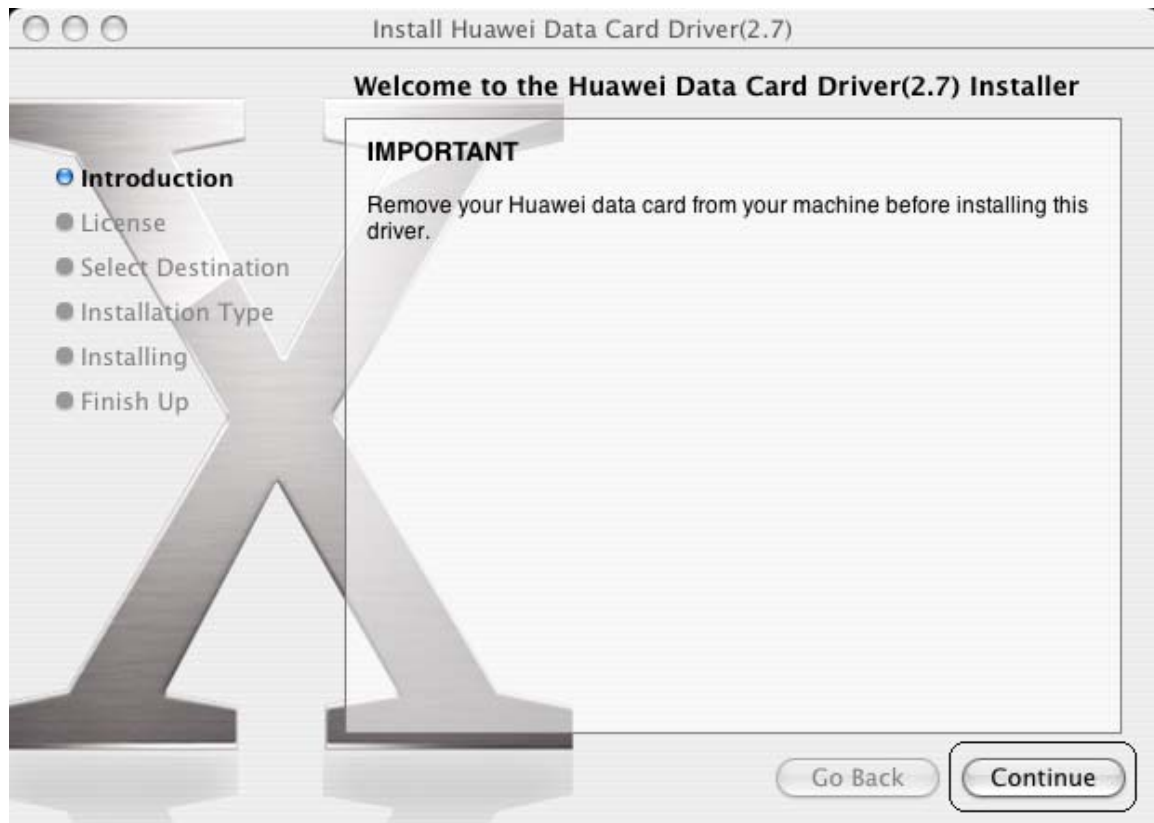 Install Huawei Data Card Driver(2.7)
Welcome to the Huawei Data Card Driver(2.7) Installer
Introduction
License
Select Destination
Installation Type
Installing
Finish Up
IMPORTANT
Remove your Huawei data card from your machine before installing this
driver.
Go Back
Continue